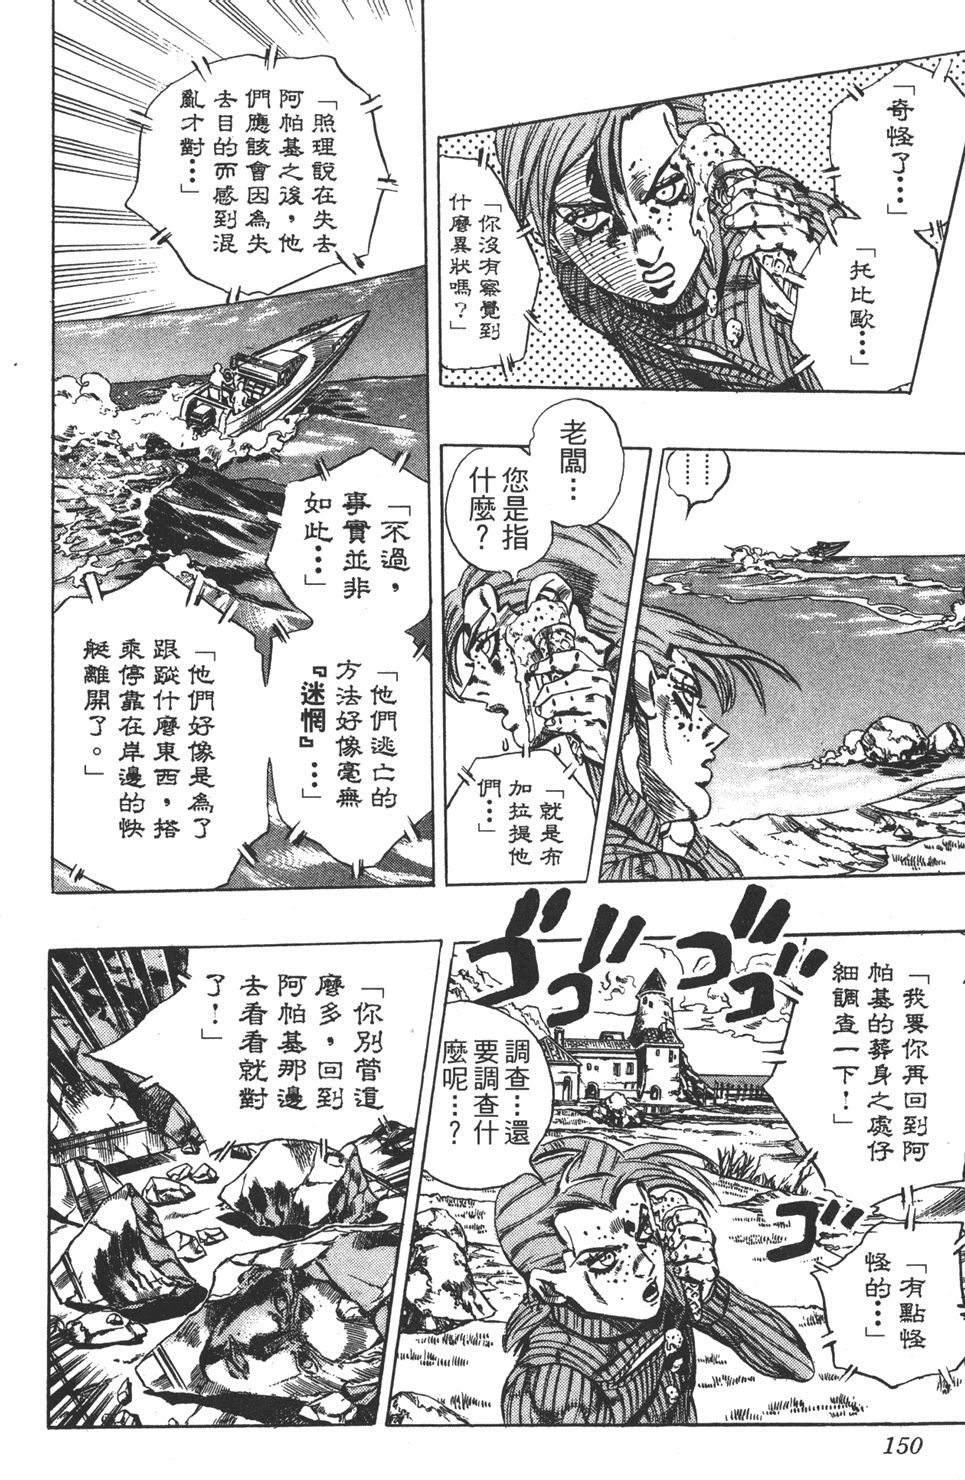 「奇怪了…
「托比歐…
「你沒有察覺到
什麼異狀嗎？」
……
老闆…
您是指
什麼？
「就是布
加拉提他
們…
「照理說在失去
阿帕基之後，他
們應該會因為失
去目的而感到混
亂才對…
「不過，
事實並非
如此…
「他們逃亡的
方法好像毫無
『迷惘』…
「他們好像是為了
跟蹤什麼東西，搭
乘停靠在岸邊的快
艇離開了。」
「我要你再回到阿
帕基的葬身之處仔
細調查一下！」
「有點怪
怪的…
ゴゴゴゴ
ゴ
調查…還
要調查什
麼呢…？
「你別管這
麼多，回到
阿帕基那邊
去看看就對
了！」
150